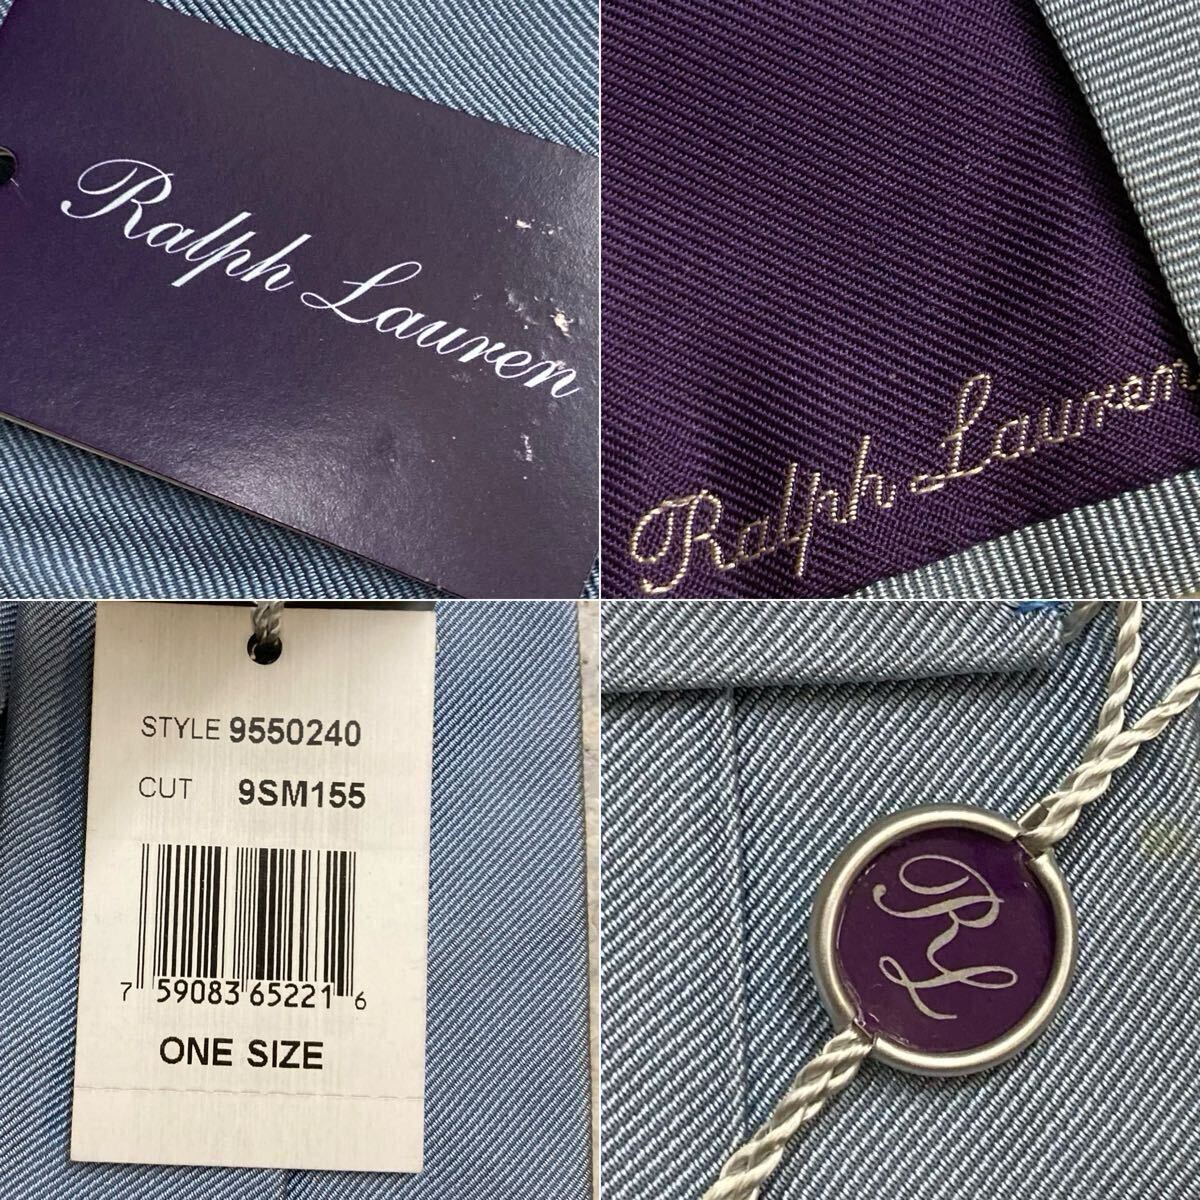 Ralph Lauren
Ralph Lauren
STYLE 9550240
CUT 9SM155
7 59083 65221 6
ONE SIZE
RL